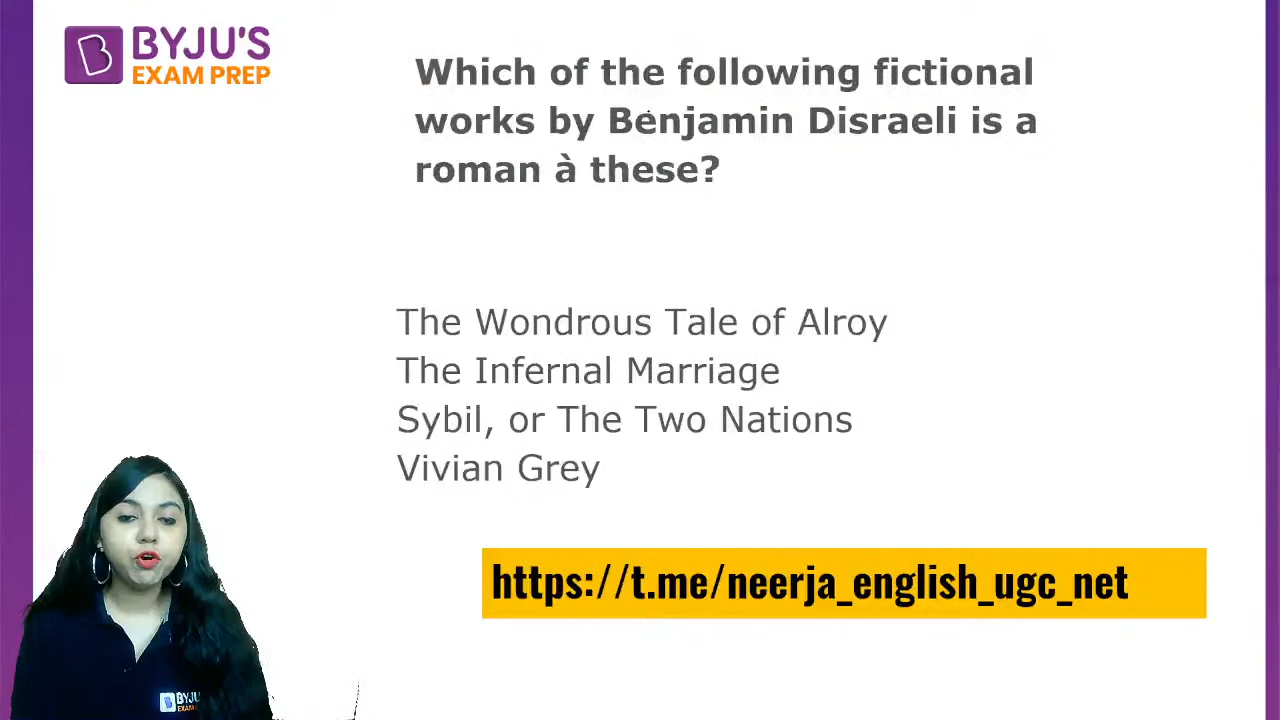 BYJU'S
EXAM PREP
Which of the following fictional
works by Benjamin Disraeli is a
roman à these?
The Wondrous Tale of Alroy
The Infernal Marriage
Sybil, or The Two Nations
Vivian Grey
https://t.me/neerja_english_ugc_net